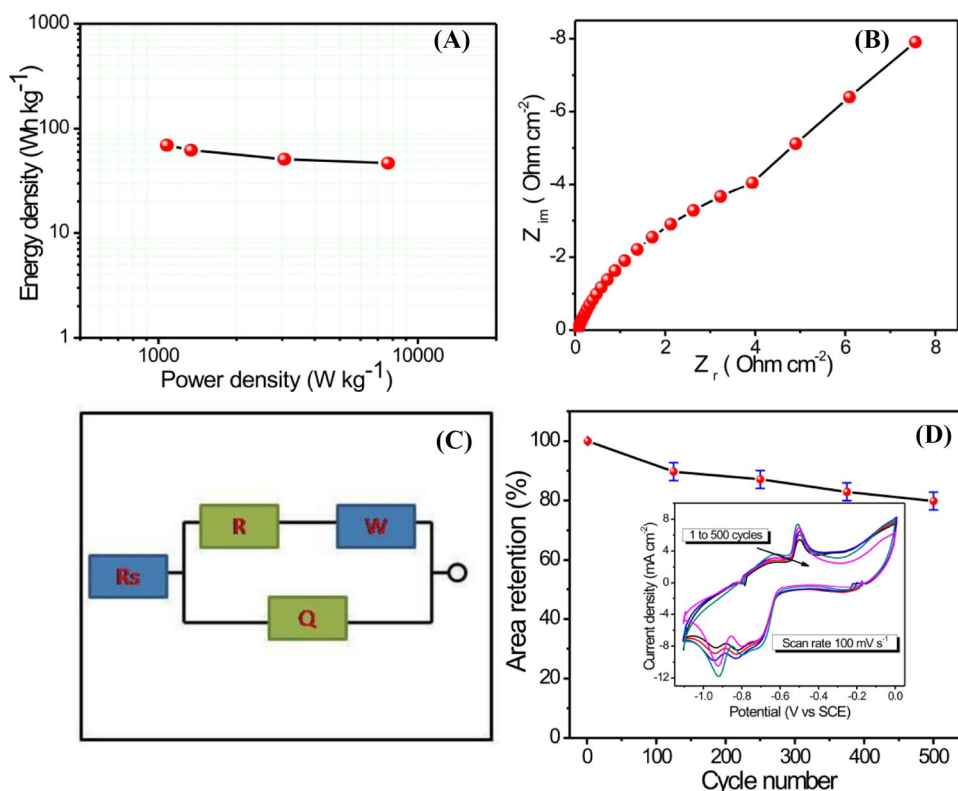 (A)
Energy density (Wh kg-1)
1000
100
10
1
1000
10000
Power density (W kg-1)
(B)
Z im ( Ohm cm-2)
-8
-6
-4
-2
0
0
2
4
6
8
Z r ( Ohm cm-2)
(C)
R
W
Rs
Q
(D)
Area retention (%)
100
80
60
40
20
0
0
100
200
300
400
500
Cycle number
1 to 500 cycles
Scan rate 100 mV s-1
Current density (mA cm-2)
8
4
0
-4
-8
-12
-1.0
-0.8
-0.6
-0.4
-0.2
0.0
Potential (V vs SCE)